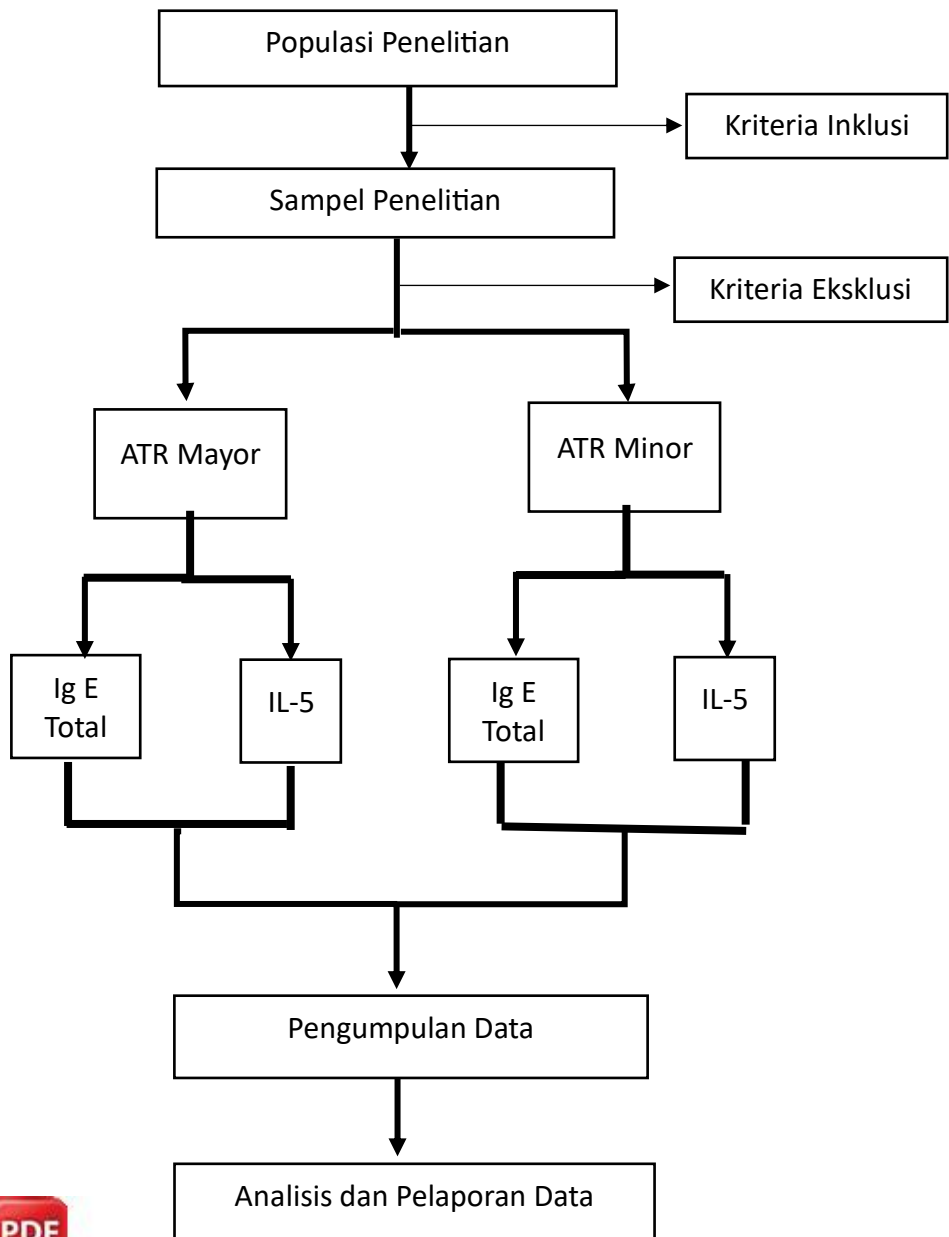 Populasi Penelitian
Kriteria Inklusi
Sampel Penelitian
Kriteria Eksklusi
ATR Mayor
ATR Minor
Ig E
Total
IL-5
Ig E
Total
IL-5
Pengumpulan Data
Analisis dan Pelaporan Data
PDF